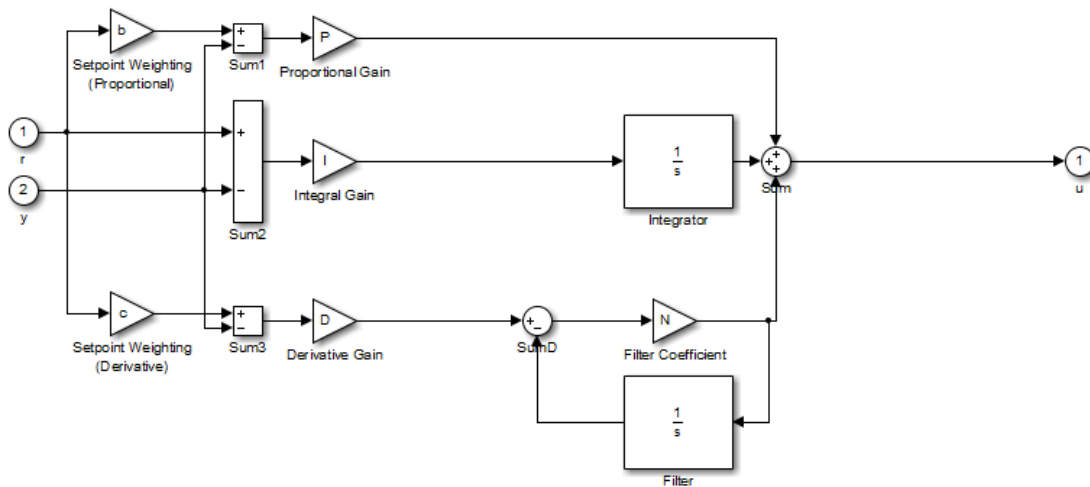 b
+
−
Sum1
P
Proportional Gain
Setpoint Weighting
(Proportional)
1
r
2
y
+
−
Sum2
I
Integral Gain
1
s
Integrator
+
+
+
Sum
1
u
c
Setpoint Weighting
(Derivative)
+
−
Sum3
D
Derivative Gain
+
−
SumD
N
Filter Coefficient
1
s
Filter